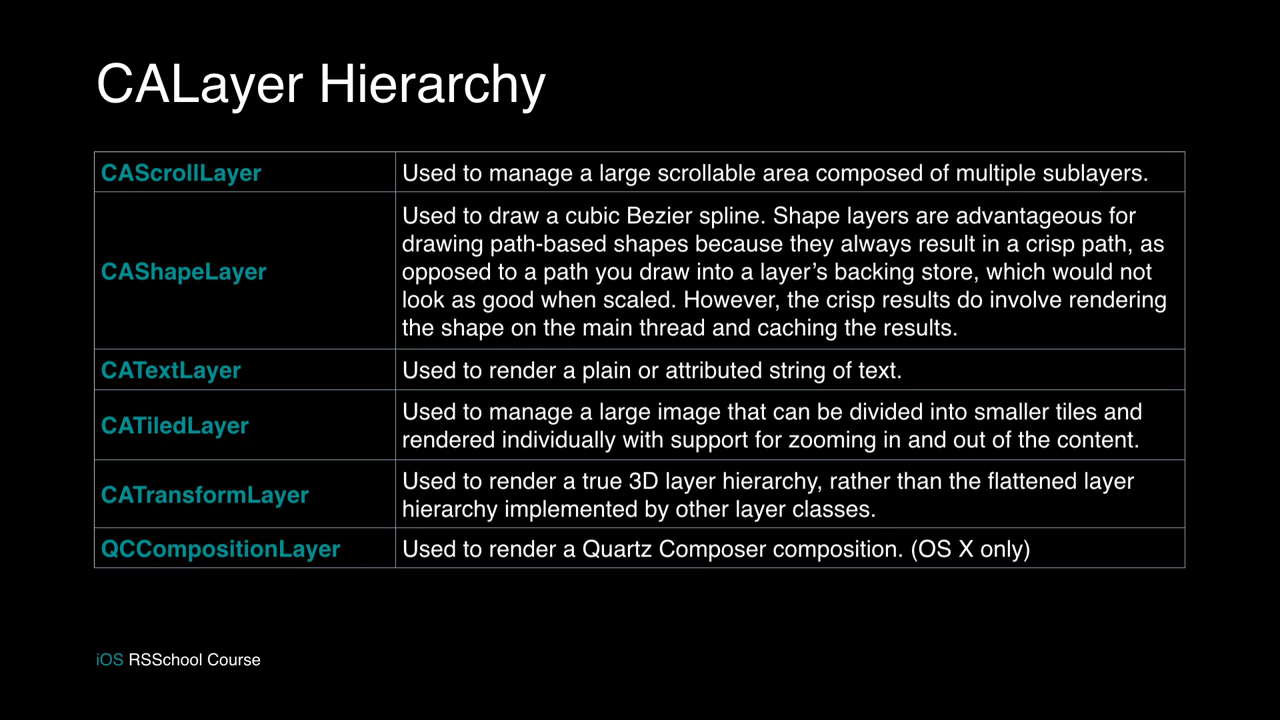 CALayer Hierarchy
CAScrollLayer
Used to manage a large scrollable area composed of multiple sublayers.
CAShapeLayer
Used to draw a cubic Bezier spline. Shape layers are advantageous for
drawing path-based shapes because they always result in a crisp path, as
opposed to a path you draw into a layer’s backing store, which would not
look as good when scaled. However, the crisp results do involve rendering
the shape on the main thread and caching the results.
CATextLayer
Used to render a plain or attributed string of text.
CATiledLayer
Used to manage a large image that can be divided into smaller tiles and
rendered individually with support for zooming in and out of the content.
CATransformLayer
Used to render a true 3D layer hierarchy, rather than the flattened layer
hierarchy implemented by other layer classes.
QCCompositionLayer
Used to render a Quartz Composer composition. (OS X only)
iOS RSSchool Course